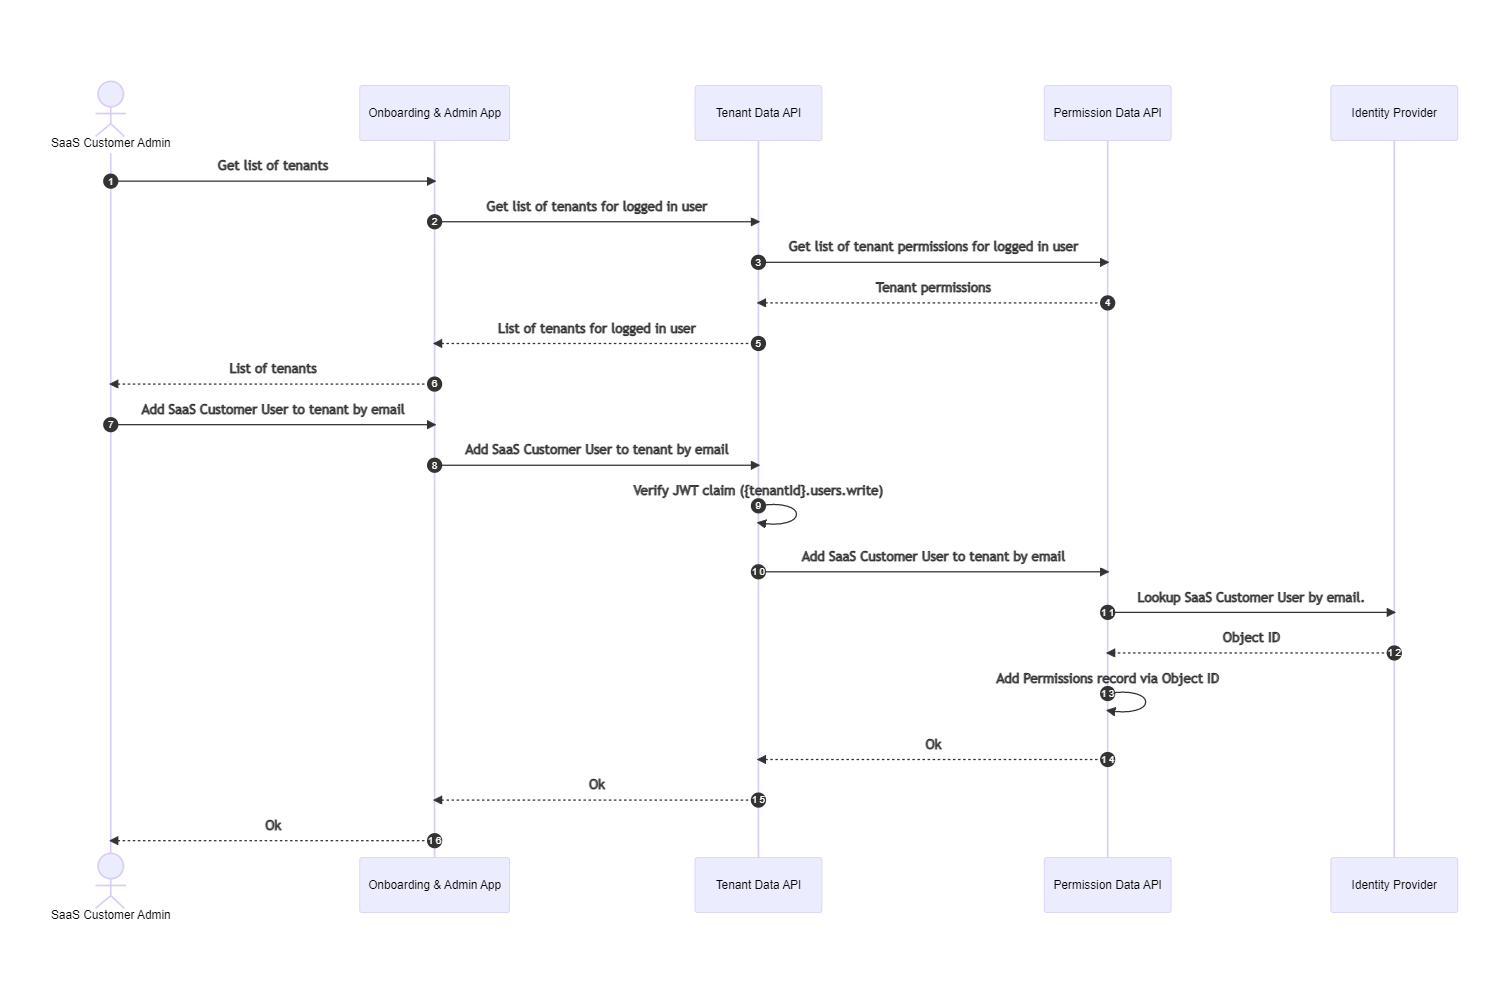 SaaS Customer Admin
Onboarding & Admin App
Tenant Data API
Permission Data API
Identity Provider
Get list of tenants
1
Get list of tenants for logged in user
2
Get list of tenant permissions for logged in user
3
Tenant permissions
4
List of tenants for logged in user
5
List of tenants
6
Add SaaS Customer User to tenant by email
7
Add SaaS Customer User to tenant by email
8
Verify JWT claim ({tenantId}.users.write)
9
Add SaaS Customer User to tenant by email
10
Lookup SaaS Customer User by email.
11
Object ID
12
Add Permissions record via Object ID
13
Ok
14
Ok
15
Ok
16
SaaS Customer Admin
Onboarding & Admin App
Tenant Data API
Permission Data API
Identity Provider